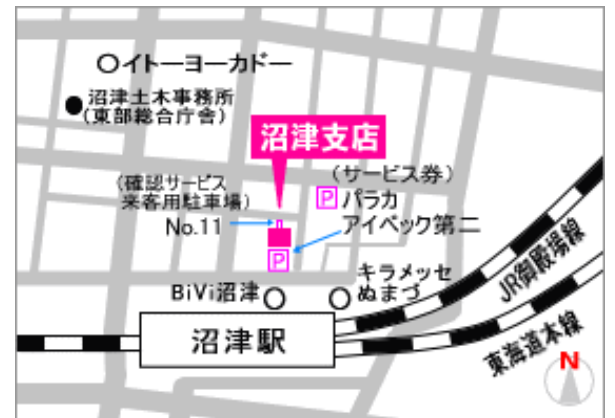 イトーヨーカドー
沼津土木事務所
(東部総合庁舎)
沼津支店
(確認サービス
来客用駐車場)
No.11
(サービス券)
P パラカ
アイペック第二
P
BiVi沼津
キラメッセ
ぬまづ
沼津駅
JR御殿場線
東海道本線
N